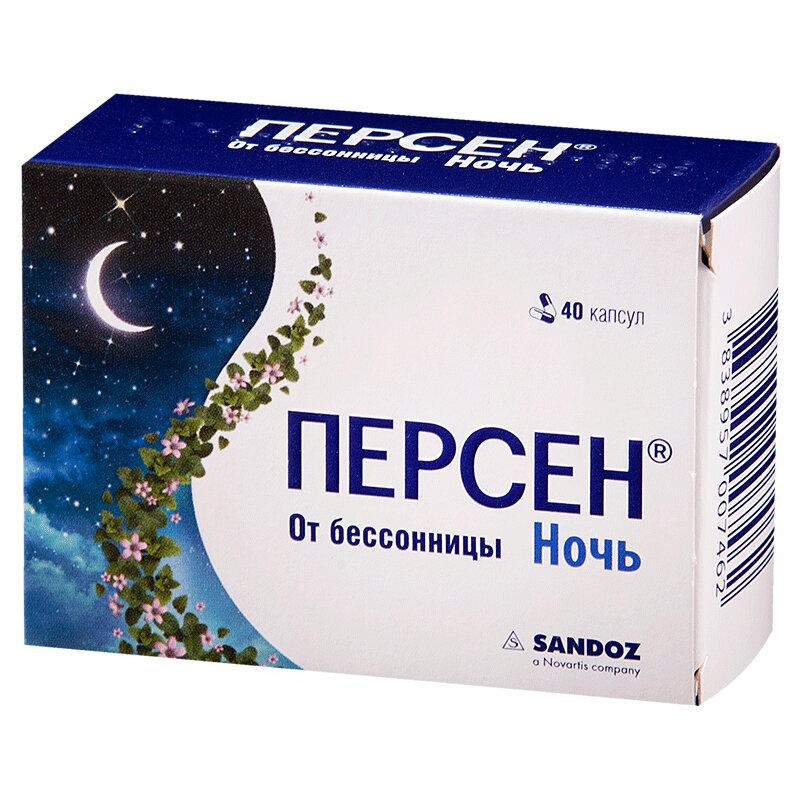 ПЕРСЕН®
От бессонницы Ночь
40 капсул
ПЕРСЕН®
От бессонницы Ночь
SANDOZ
a Novartis company
3 838957 007462